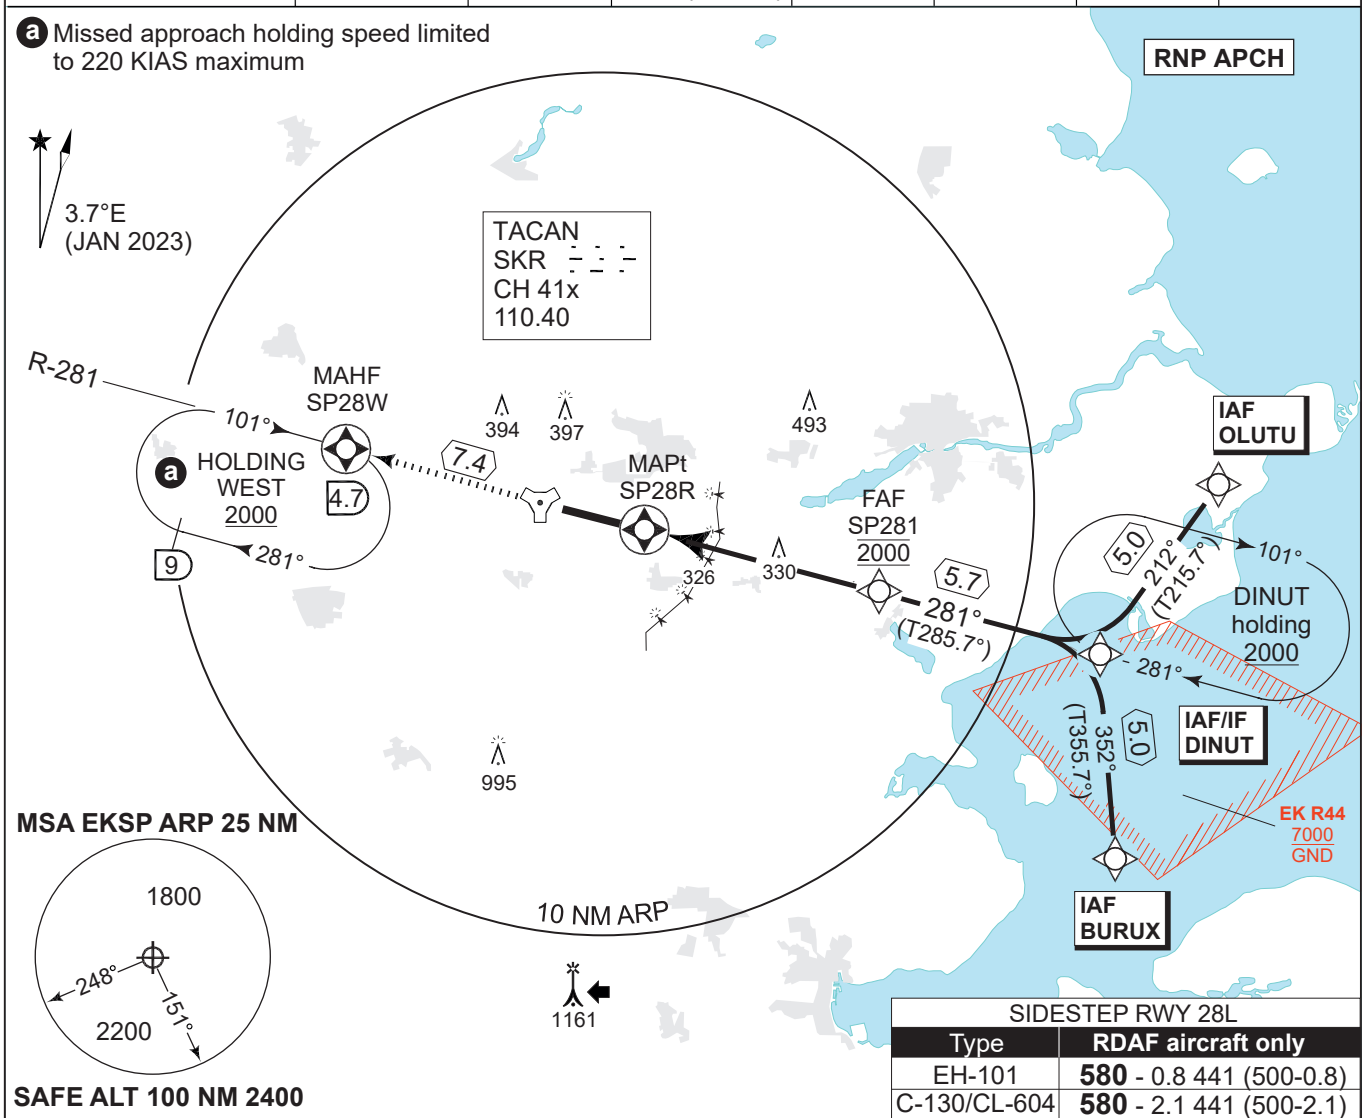 a Missed approach holding speed limited
to 220 KIAS maximum
RNP APCH
3.7°E
(JAN 2023)
TACAN
SKR
CH 41x
110.40
R-281
MAHF
SP28W
101°
a
HOLDING
WEST
2000
4.7
281°
9
7.4
394
397
493
MAPt
SP28R
326
330
FAF
SP281
2000
5.7
281°
(T285.7°)
IAF
OLUTU
5.0
212°
(T215.7°)
101°
DINUT
holding
2000
281°
IAF/IF
DINUT
5.0
352°
(T355.7°)
EK R44
7000
GND
IAF
BURUX
995
10 NM ARP
1161
MSA EKSP ARP 25 NM
1800
248°
151°
2200
SAFE ALT 100 NM 2400
SIDESTEP RWY 28L
Type RDAF aircraft only
EH-101 580 - 0.8 441 (500-0.8)
C-130/CL-604 580 - 2.1 441 (500-2.1)